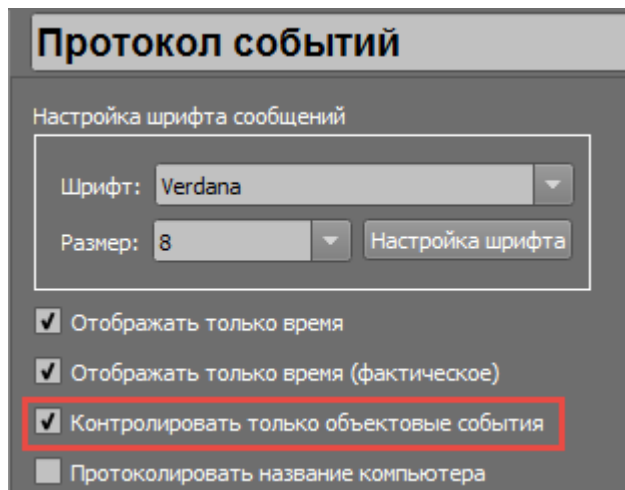 Протокол событий
Настройка шрифта сообщений
Шрифт: Verdana
Размер: 8 Настройка шрифта
Отображать только время
Отображать только время (фактическое)
Контролировать только объектовые события
Протоколировать название компьютера